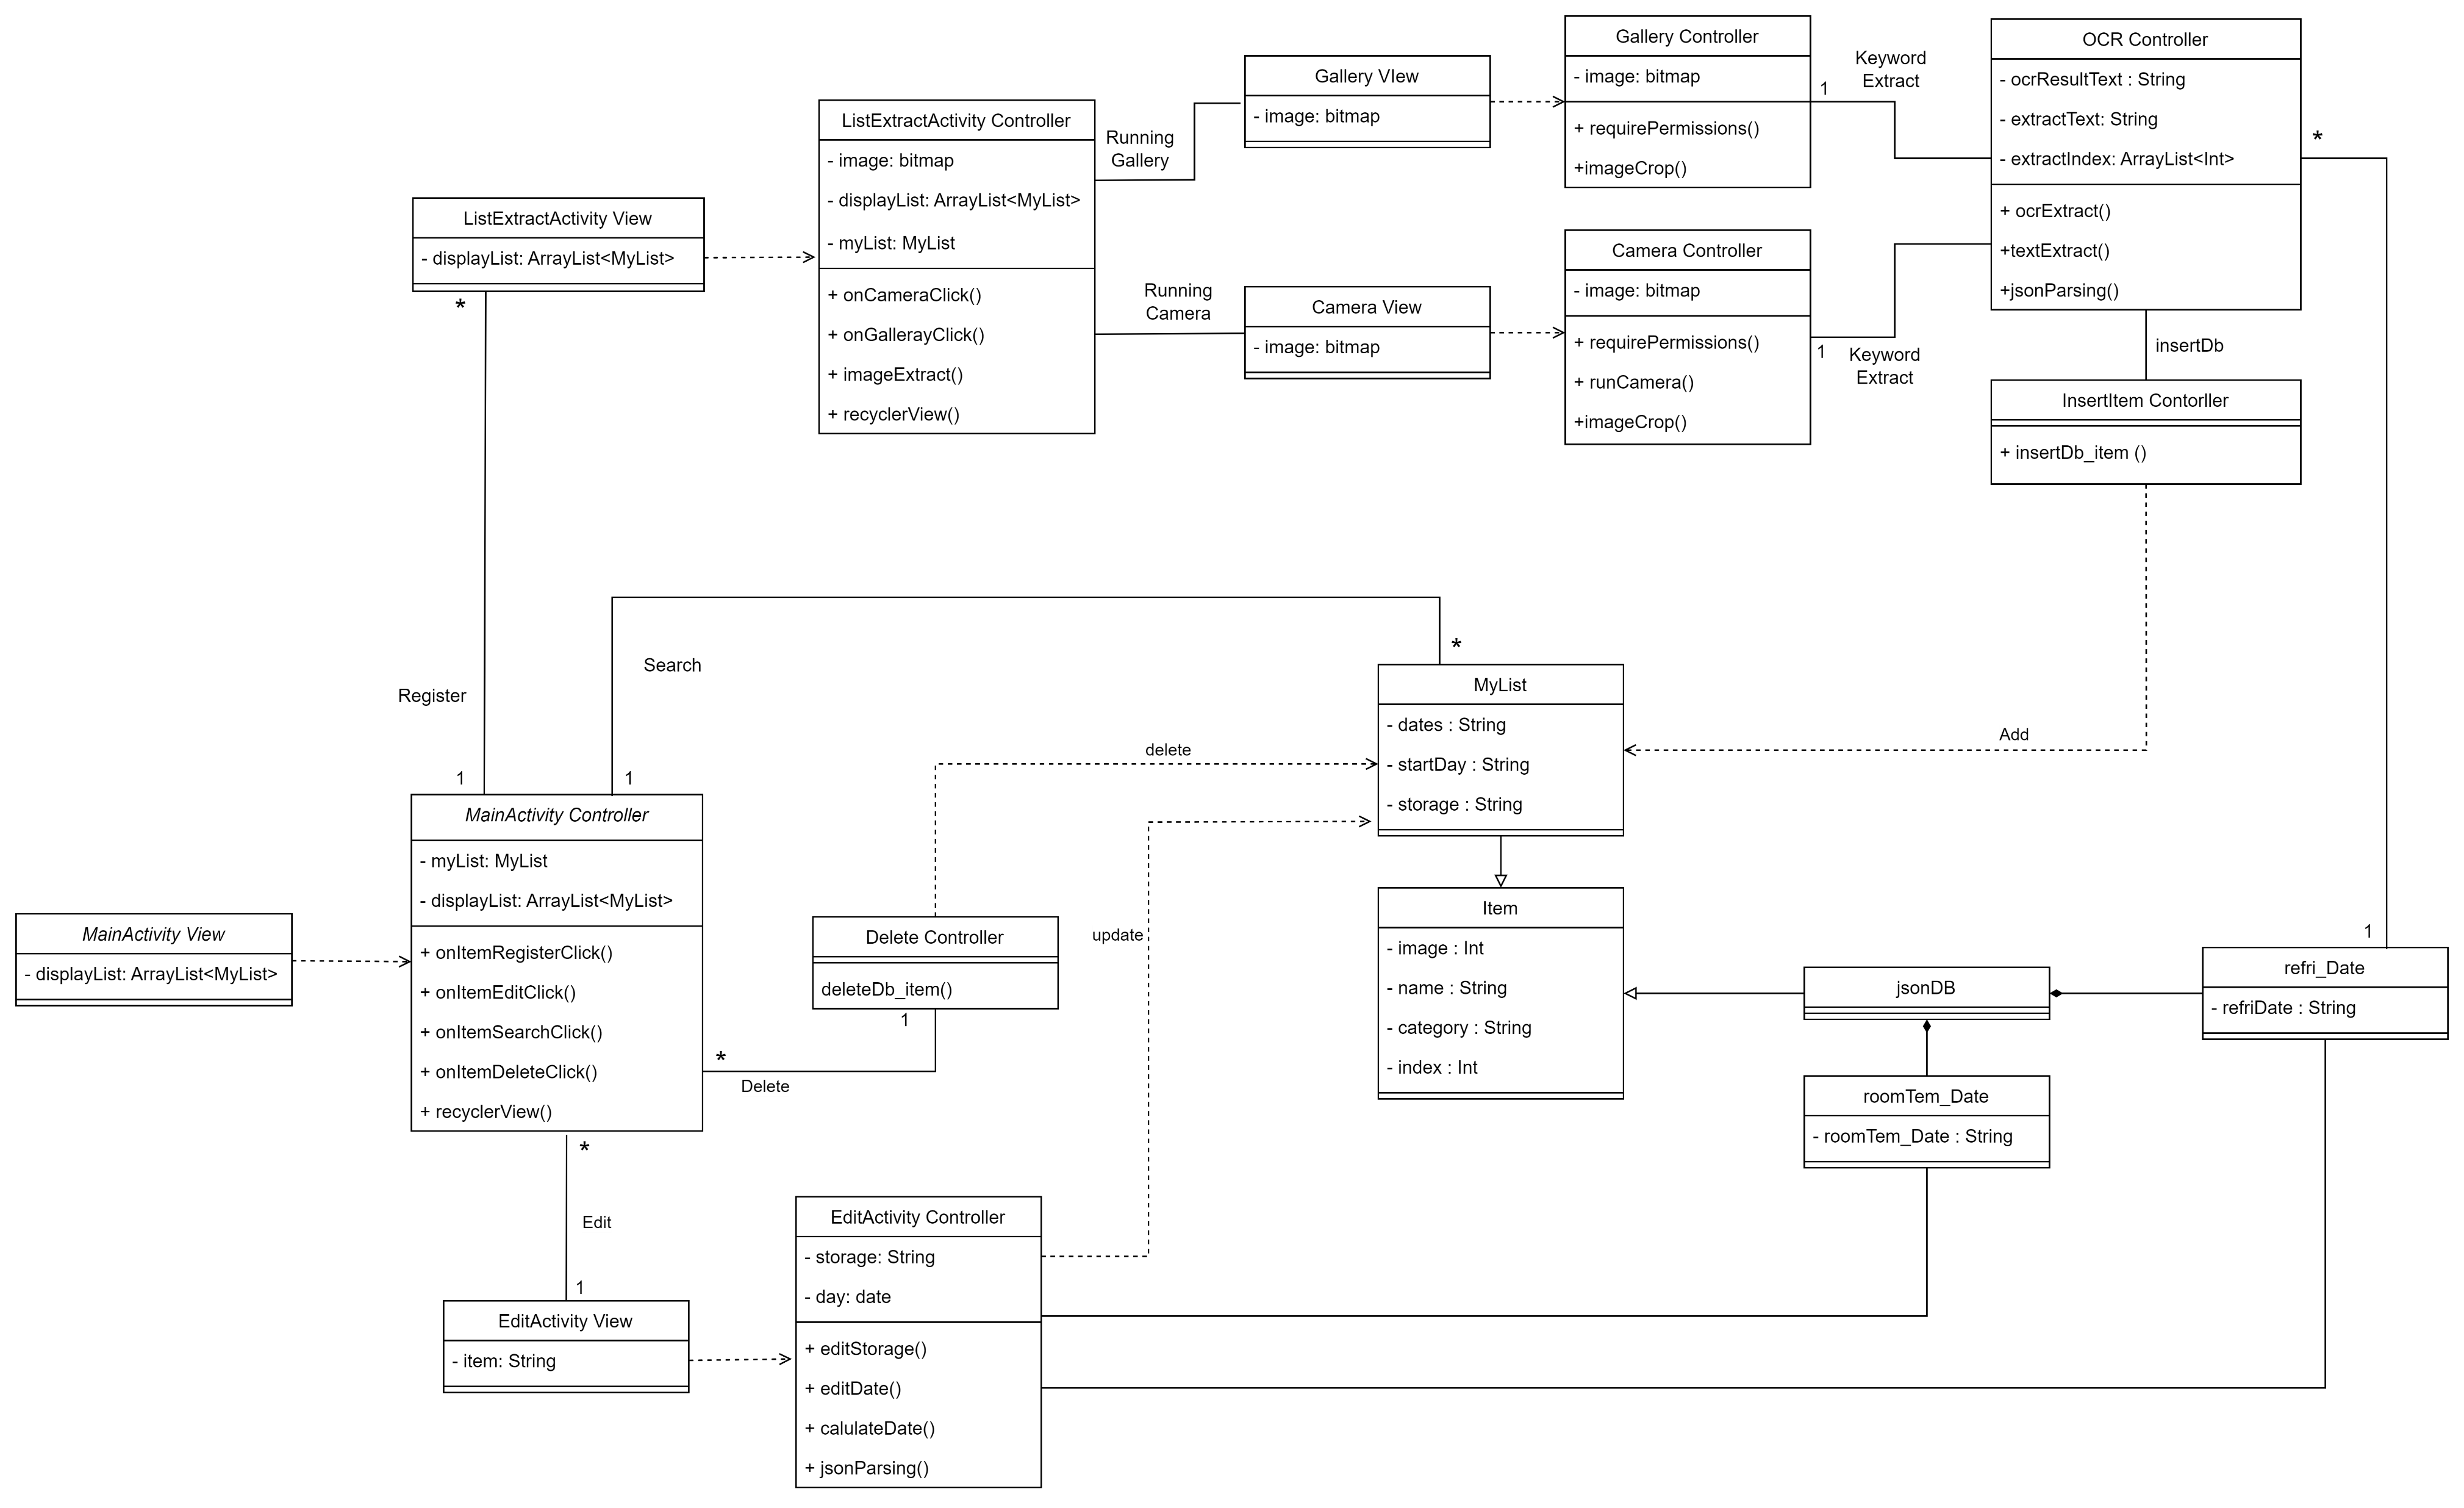 Gallery Controller
- image: bitmap
+ requirePermissions()
+imageCrop()
Keyword
Extract
1
OCR Controller
- ocrResultText : String
- extractText: String
- extractIndex: ArrayList<Int>
+ ocrExtract()
+textExtract()
+jsonParsing()
*
Gallery VIew
- image: bitmap
ListExtractActivity Controller
- image: bitmap
- displayList: ArrayList<MyList>
- myList: MyList
+ onCameraClick()
+ onGallerayClick()
+ imageExtract()
+ recyclerView()
Running
Gallery
ListExtractActivity View
- displayList: ArrayList<MyList>
*
Running
Camera
Camera View
- image: bitmap
Camera Controller
- image: bitmap
+ requirePermissions()
+ runCamera()
+imageCrop()
1
Keyword
Extract
insertDb
InsertItem Contorller
+ insertDb_item ()
Register
Search
*
MyList
- dates : String
- startDay : String
- storage : String
Add
delete
1
1
MainActivity Controller
- myList: MyList
- displayList: ArrayList<MyList>
+ onItemRegisterClick()
+ onItemEditClick()
+ onItemSearchClick()
+ onItemDeleteClick()
+ recyclerView()
MainActivity View
- displayList: ArrayList<MyList>
Delete Controller
deleteDb_item()
1
*
Delete
update
Item
- image : Int
- name : String
- category : String
- index : Int
jsonDB
1
refri_Date
- refriDate : String
roomTem_Date
- roomTem_Date : String
*
Edit
1
EditActivity View
- item: String
EditActivity Controller
- storage: String
- day: date
+ editStorage()
+ editDate()
+ calulateDate()
+ jsonParsing()